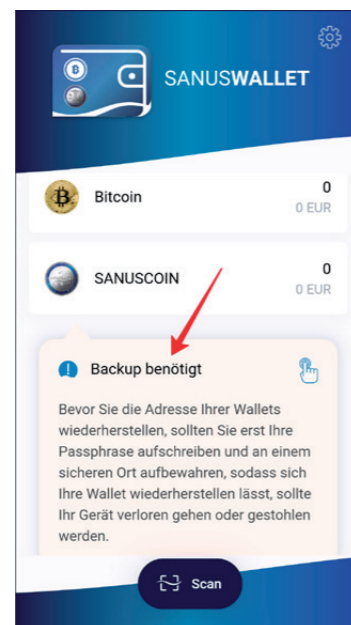 SANUSWALLET
Bitcoin
0
0 EUR
SANUSCOIN
0
0 EUR
Backup benötigt
Bevor Sie die Adresse Ihrer Wallets
wiederherstellen, sollten Sie erst Ihre
Passphrase aufschreiben und an einem
sicheren Ort aufbewahren, sodass sich
Ihre Wallet wiederherstellen lässt, sollte
Ihr Gerät verloren gehen oder gestohlen
werden.
Scan